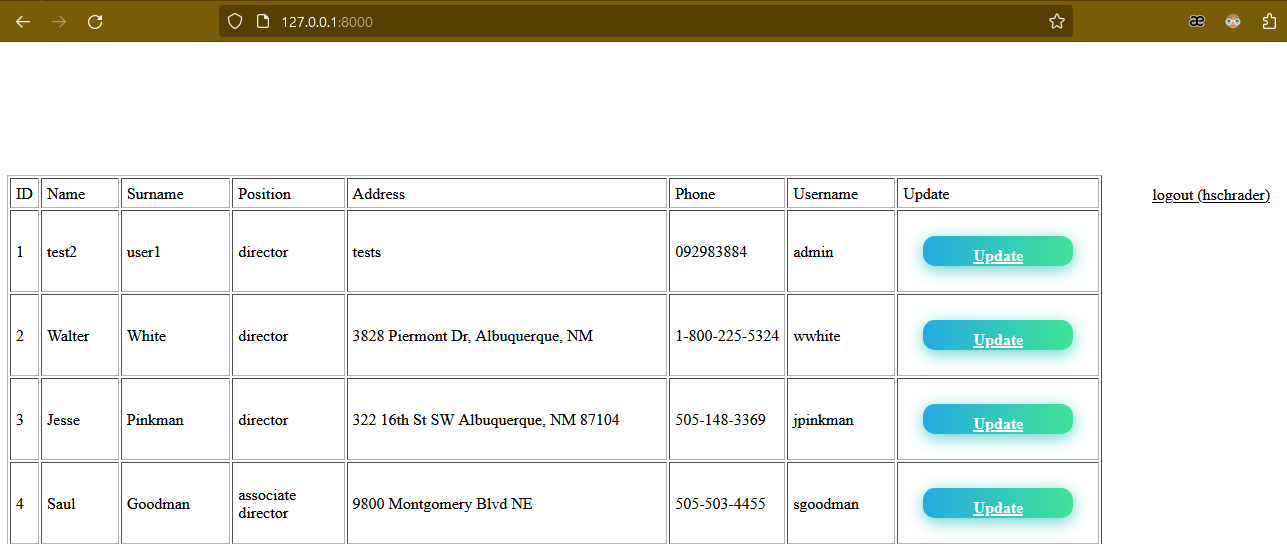 127.0.0.1:8000
æ
ID Name Surname Position Address Phone Username Update
logout (hschrader)
1 test2 user1 director tests 092983884 admin Update
2 Walter White director 3828 Piermont Dr, Albuquerque, NM 1-800-225-5324 wwhite Update
3 Jesse Pinkman director 322 16th St SW Albuquerque, NM 87104 505-148-3369 jpinkman Update
4 Saul Goodman associate director 9800 Montgomery Blvd NE 505-503-4455 sgoodman Update